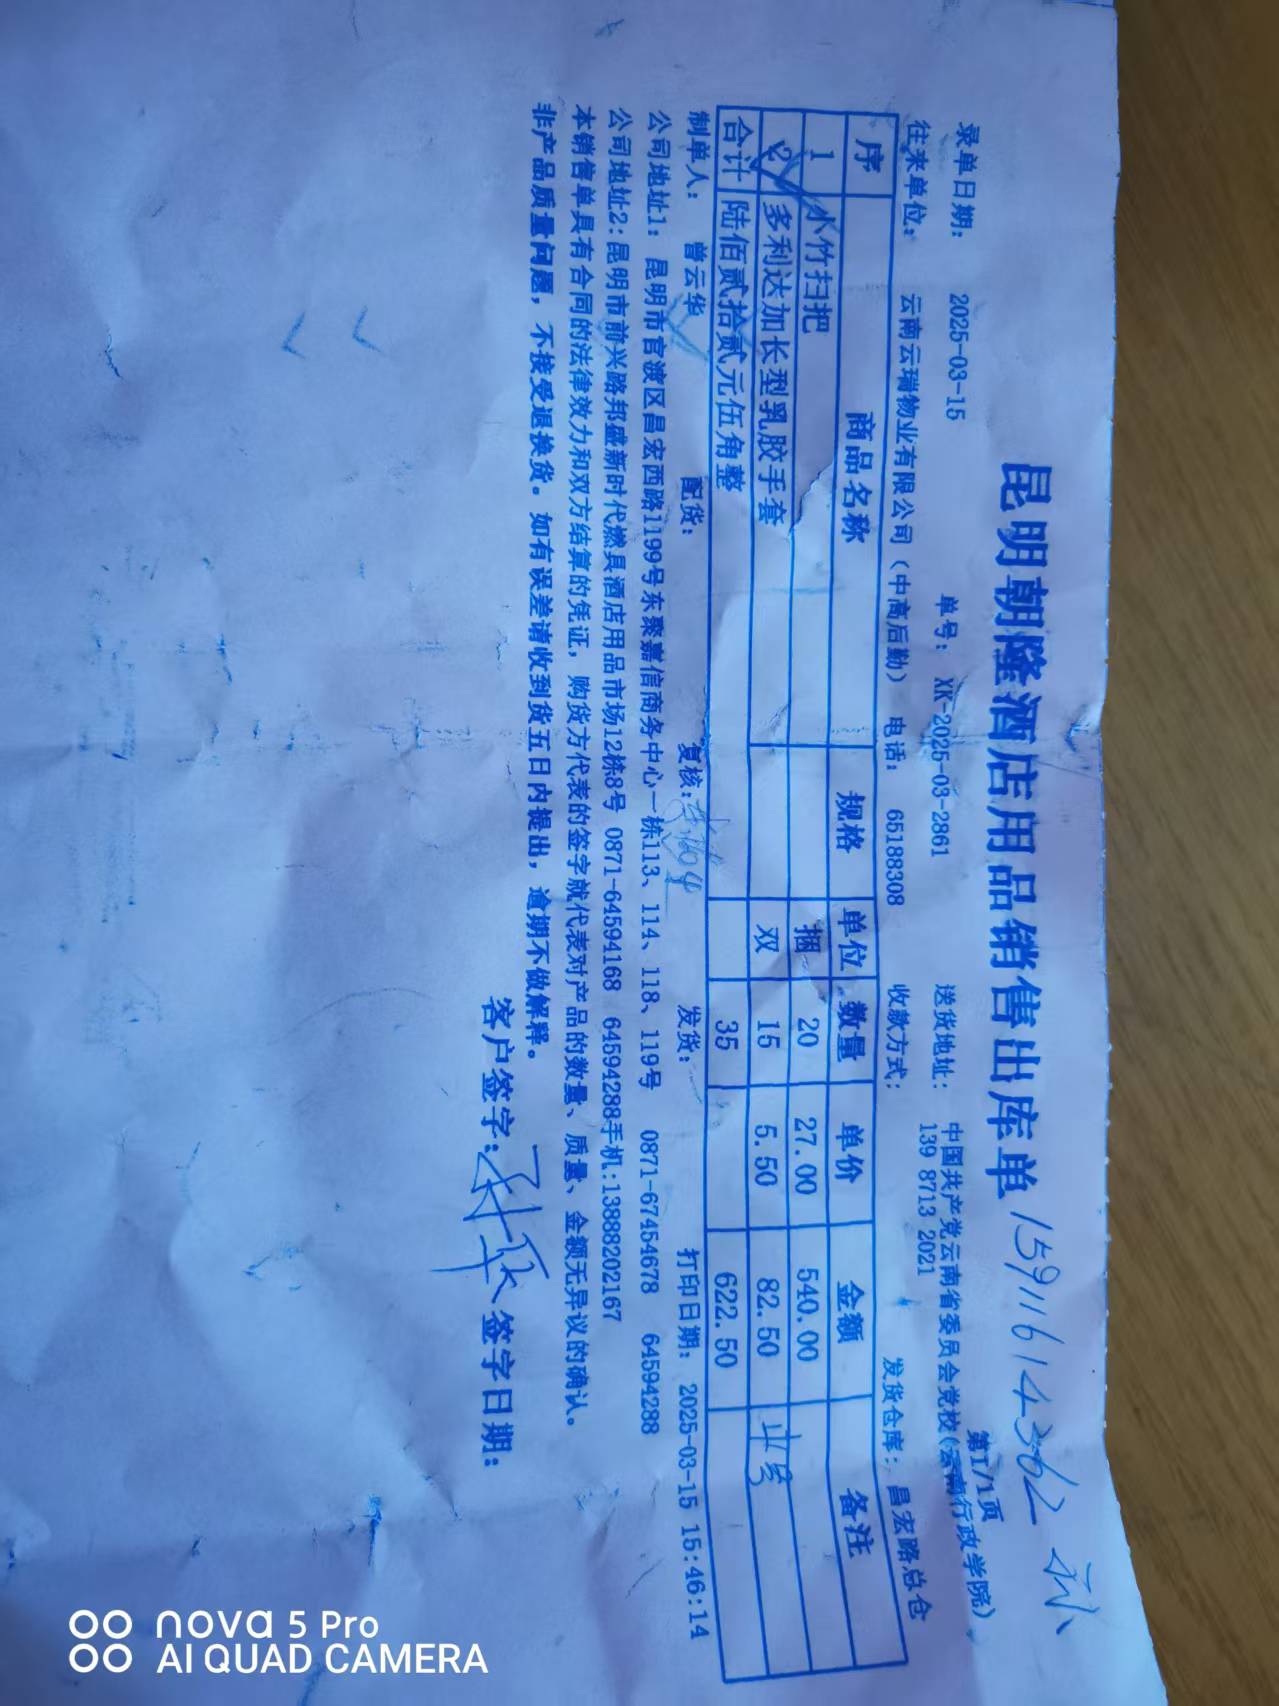 昆明朝隆酒店用品销售出库单 15911614362
第1/1页
录单日期： 2025-03-15 单号： XK-2025-03-2861 送货地址： 中国共产党云南省委员会党校(云南行政学院)
139 8713 2021
往来单位： 云南云瑞物业有限公司（中高后勤） 电话： 65188308 收款方式： 发货仓库： 昌宏路总仓
序 商品名称 规格 单位 数量 单价 金额 备注
1 水竹扫把 捆 20 27.00 540.00
2 多利达加长型乳胶手套 双 15 5.50 82.50
合计 陆佰贰拾贰元伍角整 35 622.50
制单人： 曾云华 配货： 复核： 发货： 打印日期： 2025-03-15 15:46:14
公司地址1： 昆明市官渡区昌宏西路1199号东聚嘉信商务中心一栋113、114、118、119号 0871-67454678 64594288
公司地址2：昆明市前兴路邦盛新时代燃具酒店用品市场12栋8号 0871-64594168 64594288手机:13888202167
本销售单具有合同的法律效力和双方结算的凭证，购货方代表的签字就代表对产品的数量、质量、金额无异议的确认。
非产品质量问题，不接受退换货。如有误差请收到货五日内提出，逾期不做解释。
客户签字： 签字日期：
nova 5 Pro
AI QUAD CAMERA